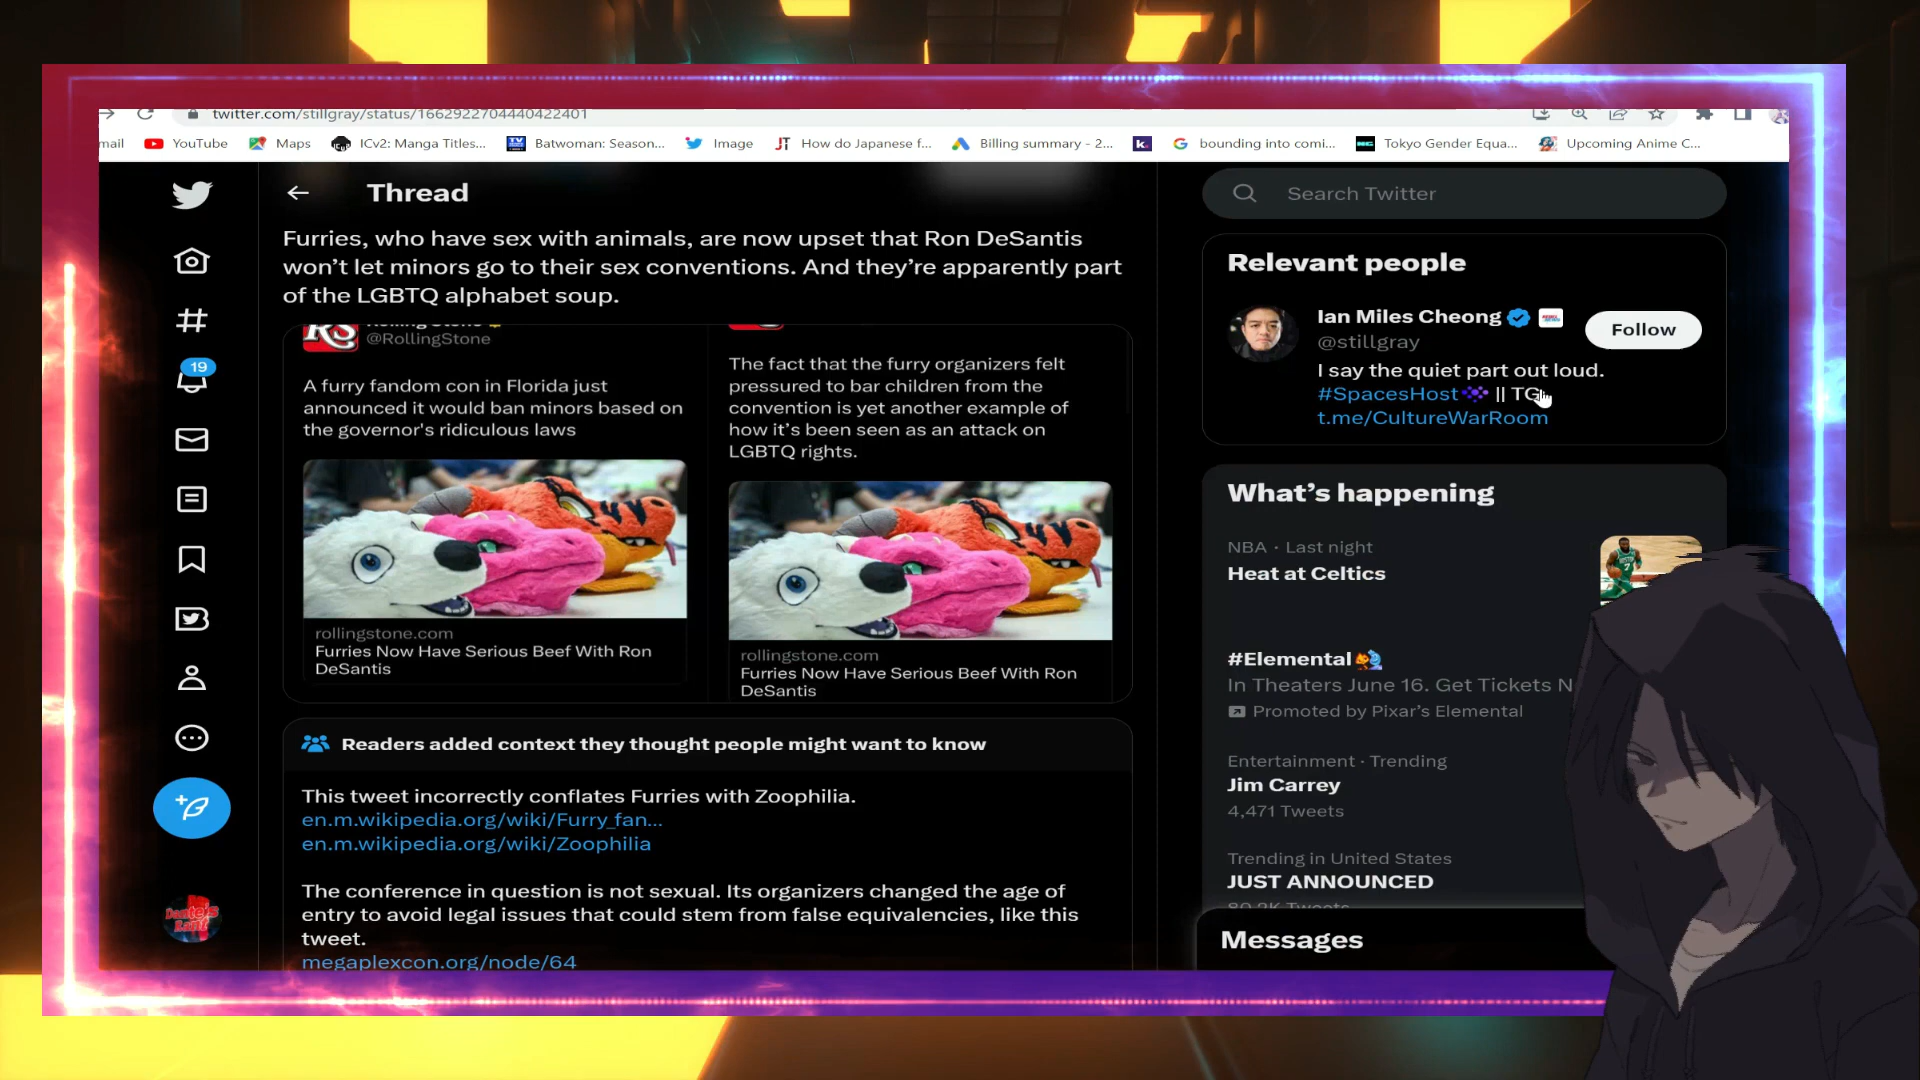 twitter.com/stillgray/status/1662922704440422401
mail YouTube Maps ICv2: Manga Titles... Batwoman: Season... Image How do Japanese f... Billing summary - 2... bounding into comi... Tokyo Gender Equa... Upcoming Anime C...
Thread
Furries, who have sex with animals, are now upset that Ron DeSantis
won't let minors go to their sex conventions. And they're apparently part
of the LGBTQ alphabet soup.
RS
Rolling Stone
@RollingStone
A furry fandom con in Florida just
announced it would ban minors based on
the governor's ridiculous laws
rollingstone.com
Furries Now Have Serious Beef With Ron
DeSantis
The fact that the furry organizers felt
pressured to bar children from the
convention is yet another example of
how it's been seen as an attack on
LGBTQ rights.
rollingstone.com
Furries Now Have Serious Beef With Ron
DeSantis
Readers added context they thought people might want to know
This tweet incorrectly conflates Furries with Zoophilia.
en.m.wikipedia.org/wiki/Furry_fan...
en.m.wikipedia.org/wiki/Zoophilia
The conference in question is not sexual. Its organizers changed the age of
entry to avoid legal issues that could stem from false equivalencies, like this
tweet.
megaplexcon.org/node/64
19
Dante's
Search Twitter
Relevant people
Ian Miles Cheong
@stillgray
Follow
I say the quiet part out loud.
#SpacesHost || TG
t.me/CultureWarRoom
What's happening
NBA · Last night
Heat at Celtics
#Elemental
In Theaters June 16. Get Tickets N
Promoted by Pixar's Elemental
Entertainment · Trending
Jim Carrey
4,471 Tweets
Trending in United States
JUST ANNOUNCED
80.2K Tweets
Messages